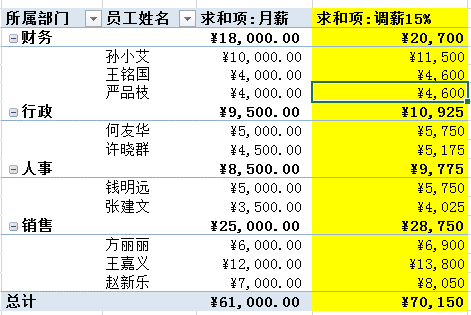 所属部门 员工姓名 求和项:月薪 求和项:调薪15%
财务 ¥18,000.00 ¥20,700
孙小艾 ¥10,000.00 ¥11,500
王铭国 ¥4,000.00 ¥4,600
严品枝 ¥4,000.00 ¥4,600
行政 ¥9,500.00 ¥10,925
何友华 ¥5,000.00 ¥5,750
许晓群 ¥4,500.00 ¥5,175
人事 ¥8,500.00 ¥9,775
钱明远 ¥5,000.00 ¥5,750
张建文 ¥3,500.00 ¥4,025
销售 ¥25,000.00 ¥28,750
方丽丽 ¥6,000.00 ¥6,900
王嘉义 ¥12,000.00 ¥13,800
赵新乐 ¥7,000.00 ¥8,050
总计 ¥61,000.00 ¥70,150